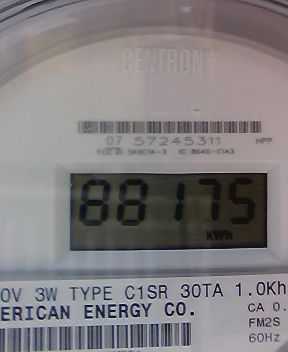 CENTRON®
07 57245311 HPP
88175
kWh
0V 3W TYPE C1SR 30TA 1.0Kh
ERICAN ENERGY CO. CA 0.
FM2S
60Hz